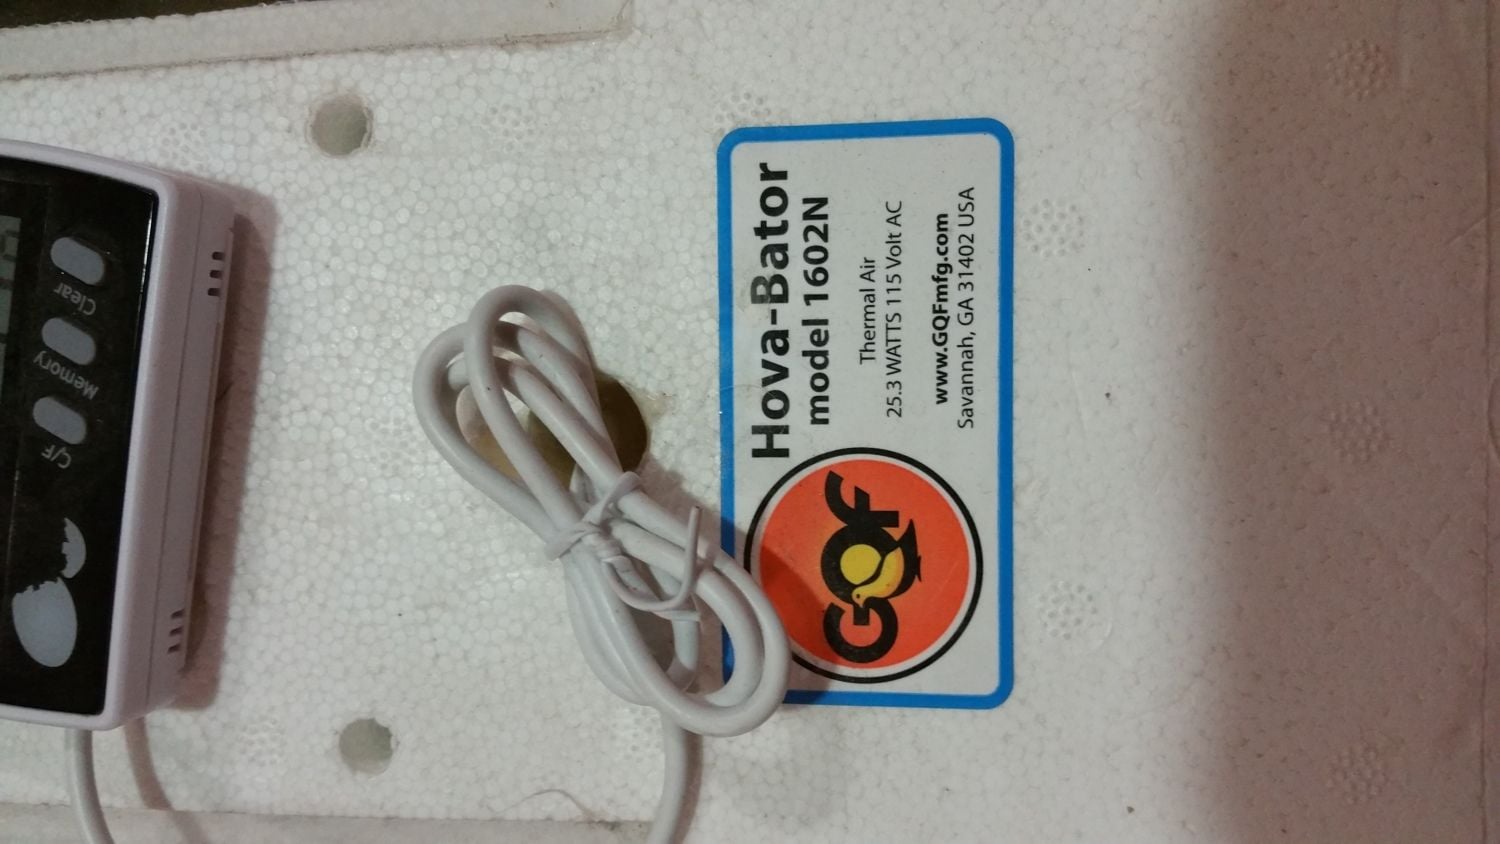 Hova-Bator
model 1602N
Thermal Air
25.3 WATTS 115 Volt AC
www.GQFmfg.com
Savannah, GA 31402 USA
GQF
C/F
Memory
Clear